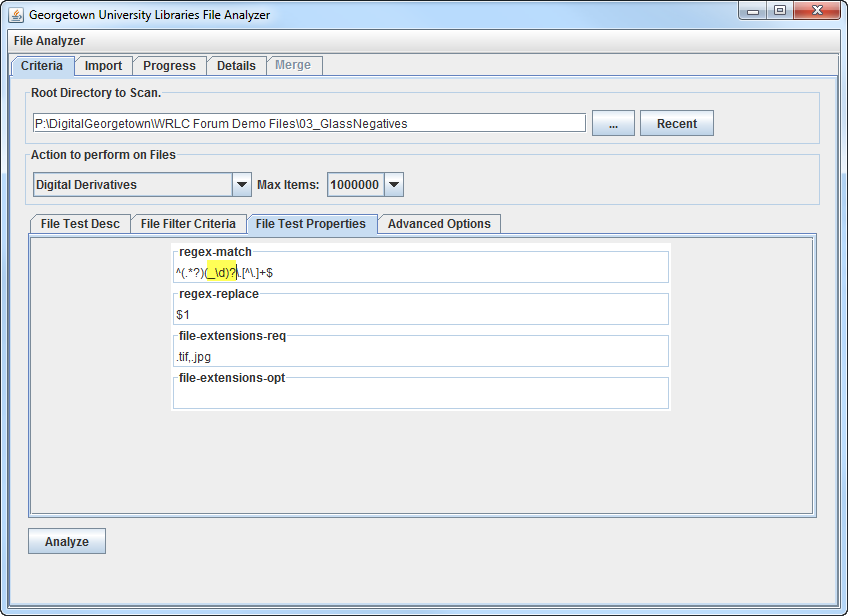 Georgetown University Libraries File Analyzer
File Analyzer
Criteria Import Progress Details Merge
Root Directory to Scan.
P:\DigitalGeorgetown\WRLC Forum Demo Files\03_GlassNegatives ... Recent
Action to perform on Files
Digital Derivatives Max Items: 1000000
File Test Desc File Filter Criteria File Test Properties Advanced Options
regex-match
^(.*?)(_\d)?\.[^\.]+$
regex-replace
$1
file-extensions-req
.tif,.jpg
file-extensions-opt
Analyze